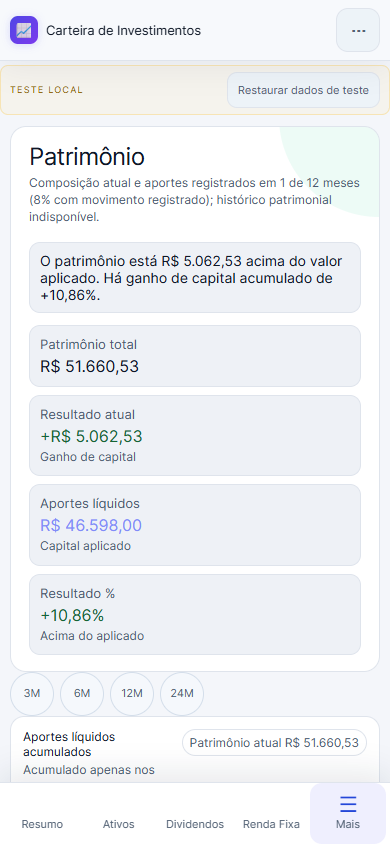 Carteira de Investimentos
...
TESTE LOCAL
Restaurar dados de teste
Patrimônio
Composição atual e aportes registrados em 1 de 12 meses
(8% com movimento registrado); histórico patrimonial
indisponível.
O patrimônio está R$ 5.062,53 acima do valor
aplicado. Há ganho de capital acumulado de
+10,86%.
Patrimônio total
R$ 51.660,53
Resultado atual
+R$ 5.062,53
Ganho de capital
Aportes líquidos
R$ 46.598,00
Capital aplicado
Resultado %
+10,86%
Acima do aplicado
3M
6M
12M
24M
Aportes líquidos
acumulados
Patrimônio atual R$ 51.660,53
Acumulado apenas nos
Resumo
Ativos
Dividendos
Renda Fixa
Mais